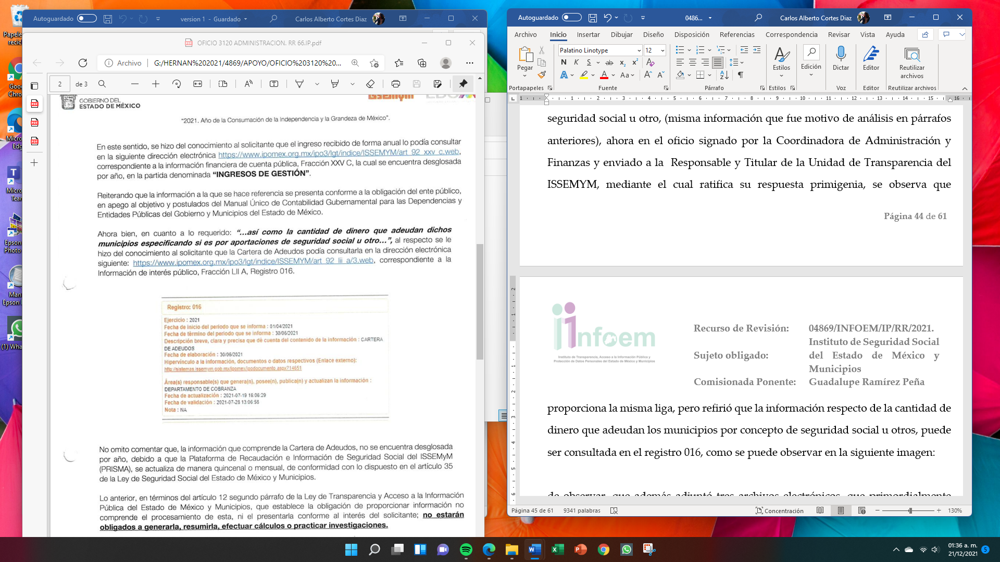 Papele
recic
Goo
Chro
Micro
Edg
Micro
Tea
Epson
Photo
Man
Epson
(1) Wha
Autoguardado
version 1 - Guardado
Carlos Alberto Cortes Diaz
OFICIO 3120 ADMINISTRACION. RR 66.IP.pdf
Archivo
G:/HERNAN%202021/4869/APOYO/OFICIO%203120%20...
2 de 3
GOBIERNO DEL
ESTADO DE MÉXICO
"2021. Año de la Consumación de la Independencia y la Grandeza de México".
En este sentido, se hizo del conocimiento al solicitante que el ingreso recibido de forma anual lo podía consultar
en la siguiente dirección electrónica https://www.ipomex.org.mx/ipo3/lgt/indice/ISSEMYM/art_92_xxv_c.web,
correspondiente a la información financiera de cuenta pública, Fracción XXV C, la cual se encuentra desglosada
por año, en la partida denominada "INGRESOS DE GESTIÓN".
Reiterando que la información a la que se hace referencia se presenta conforme a la obligación del ente público,
en apego al objetivo y postulados del Manual Único de Contabilidad Gubernamental para las Dependencias y
Entidades Públicas del Gobierno y Municipios del Estado de México.
Ahora bien, en cuanto a lo requerido: "...así como la cantidad de dinero que adeudan dichos
municipios especificando si es por aportaciones de seguridad social u otro...", al respecto se le
hizo del conocimiento al solicitante que la Cartera de Adeudos podía consultarla en la dirección electrónica
siguiente: https://www.ipomex.org.mx/ipo3/lgt/indice/ISSEMYM/art_92_lii_a/3.web, correspondiente a la
Información de interés público, Fracción LII A, Registro 016.
Registro: 016
Ejercicio : 2021
Fecha de inicio del periodo que se informa : 01/04/2021
Fecha de término del periodo que se informa : 30/06/2021
Descripción breve, clara y precisa que dé cuenta del contenido de la información : CARTERA
DE ADEUDOS
Fecha de elaboración : 30/06/2021
Hipervínculo a la información, documentos o datos respectivos (Enlace externo):
http://sistemas.issemym.gob.mx/ipomex/ipodocumento.aspx?14651
Área(s) responsable(s) que genera(n), posee(n), publica(n) y actualizan la información :
DEPARTAMENTO DE COBRANZA
Fecha de actualización : 2021-07-19 16:06:29
Fecha de validación : 2021-07-28 13:06:58
Nota : NA
No omito comentar que, la información que comprende la Cartera de Adeudos, no se encuentra desglosada
por año, debido a que la Plataforma de Recaudación e Información de Seguridad Social del ISSEMyM
(PRISMA), se actualiza de manera quincenal o mensual, de conformidad con lo dispuesto en el artículo 35
de la Ley de Seguridad Social del Estado de México y Municipios.
Lo anterior, en términos del artículo 12 segundo párrafo de la Ley de Transparencia y Acceso a la Información
Pública del Estado de México y Municipios, que establece la obligación de proporcionar información no
comprende el procesamiento de esta, ni el presentarla conforme al interés del solicitante; no estarán
obligados a generarla, resumirla, efectuar cálculos o practicar investigaciones.
Autoguardado
0486...
Carlos Alberto Cortes Diaz
Archivo Inicio Insertar Dibujar Diseño Disposición Referencias Correspondencia Revisar Vista Ayuda
Palatino Linotype 12
Pegar
N K S ab x₂ x²
Estilos Edición Dictar Editor Reutilizar
archivos
Portapapeles Fuente Párrafo Estilos Voz Editor Reutilizar archivos
1 1 2 3 4 5 6 7 8 9 10 11 12 13 14 15 16
seguridad social u otro, (misma información que fue motivo de análisis en párrafos
anteriores), ahora en el oficio signado por la Coordinadora de Administración y
Finanzas y enviado a la Responsable y Titular de la Unidad de Transparencia del
ISSEMYM, mediante el cual ratifica su respuesta primigenia, se observa que
Página 44 de 61
infoem
Instituto de Transparencia, Acceso a la Información Pública y
Protección de Datos Personales del Estado de México y Municipios
Recurso de Revisión: 04869/INFOEM/IP/RR/2021.
Instituto de Seguridad Social
Sujeto obligado: del Estado de México y
Municipios
Comisionada Ponente: Guadalupe Ramírez Peña
proporciona la misma liga, pero refirió que la información respecto de la cantidad de
dinero que adeudan los municipios por concepto de seguridad social u otros, puede
ser consultada en el registro 016, como se puede observar en la siguiente imagen:
de observar, que además adjuntó tres archivos electrónicos, que primordialmente
Página 45 de 61 9341 palabras Concentración 130%
01:36 a. m.
21/12/2021
5